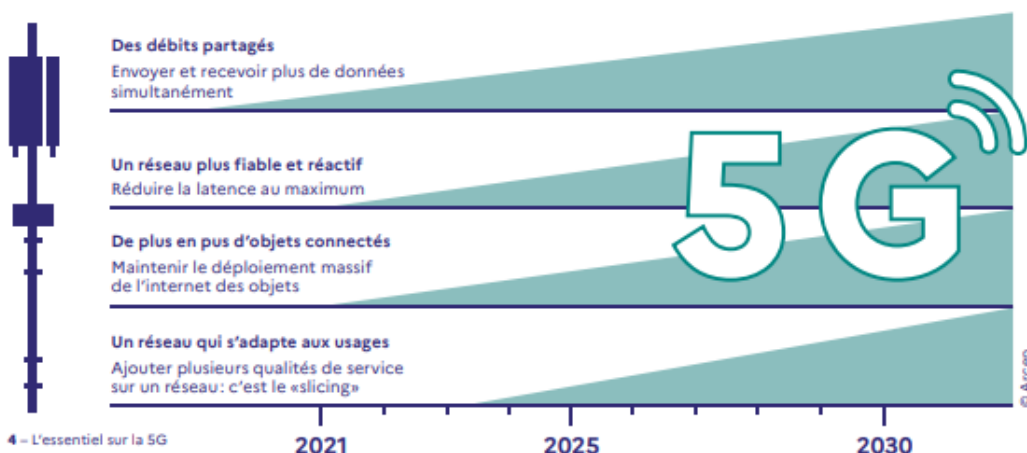 Des débits partagés
Envoyer et recevoir plus de données
simultanément
Un réseau plus fiable et réactif
Réduire la latence au maximum
5G
De plus en pus d'objets connectés
Maintenir le déploiement massif
de l'internet des objets
Un réseau qui s'adapte aux usages
Ajouter plusieurs qualités de service
sur un réseau: c'est le «slicing»
4 – L'essentiel sur la 5G
2021
2025
2030